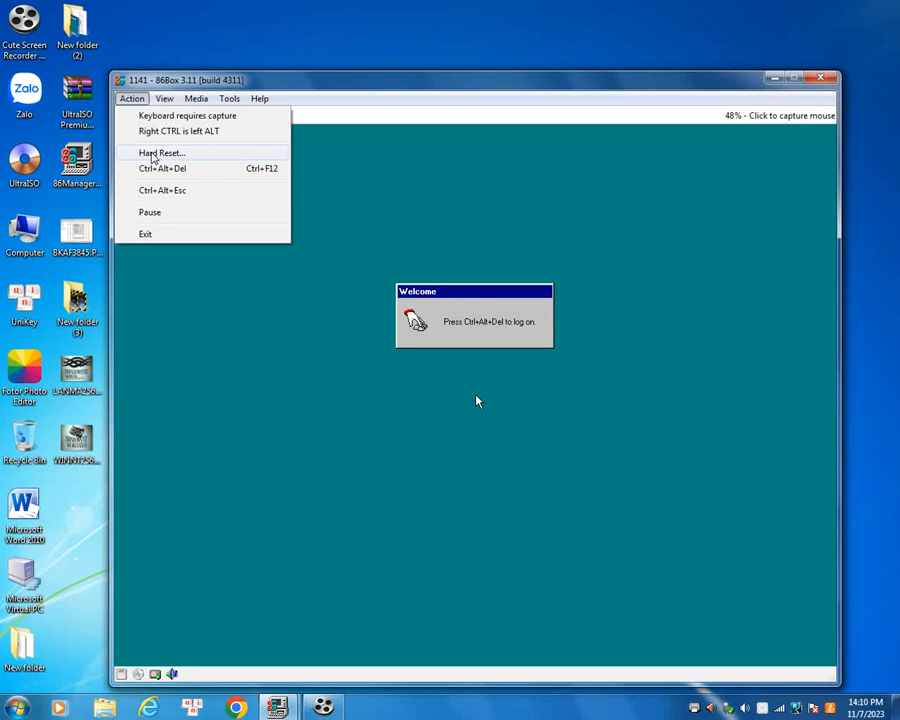 Cute Screen
Recorder ...
New folder
(2)
Zalo
Zalo
UltraISO
Premiu...
UltraISO
86Manager...
Computer
BKAF3845.P...
UniKey
New folder
(3)
Fotor Photo
Editor
LANMA256...
Recycle Bin
WINNT256...
Microsoft
Word 2010
Microsoft
Virtual PC
New folder
1141 - 86Box 3.11 [build 4311]
Action View Media Tools Help
48% - Click to capture mouse
Keyboard requires capture
Right CTRL is left ALT
Hard Reset...
Ctrl+Alt+Del Ctrl+F12
Ctrl+Alt+Esc
Pause
Exit
Welcome
Press Ctrl+Alt+Del to log on.
14:10 PM
11/7/2023